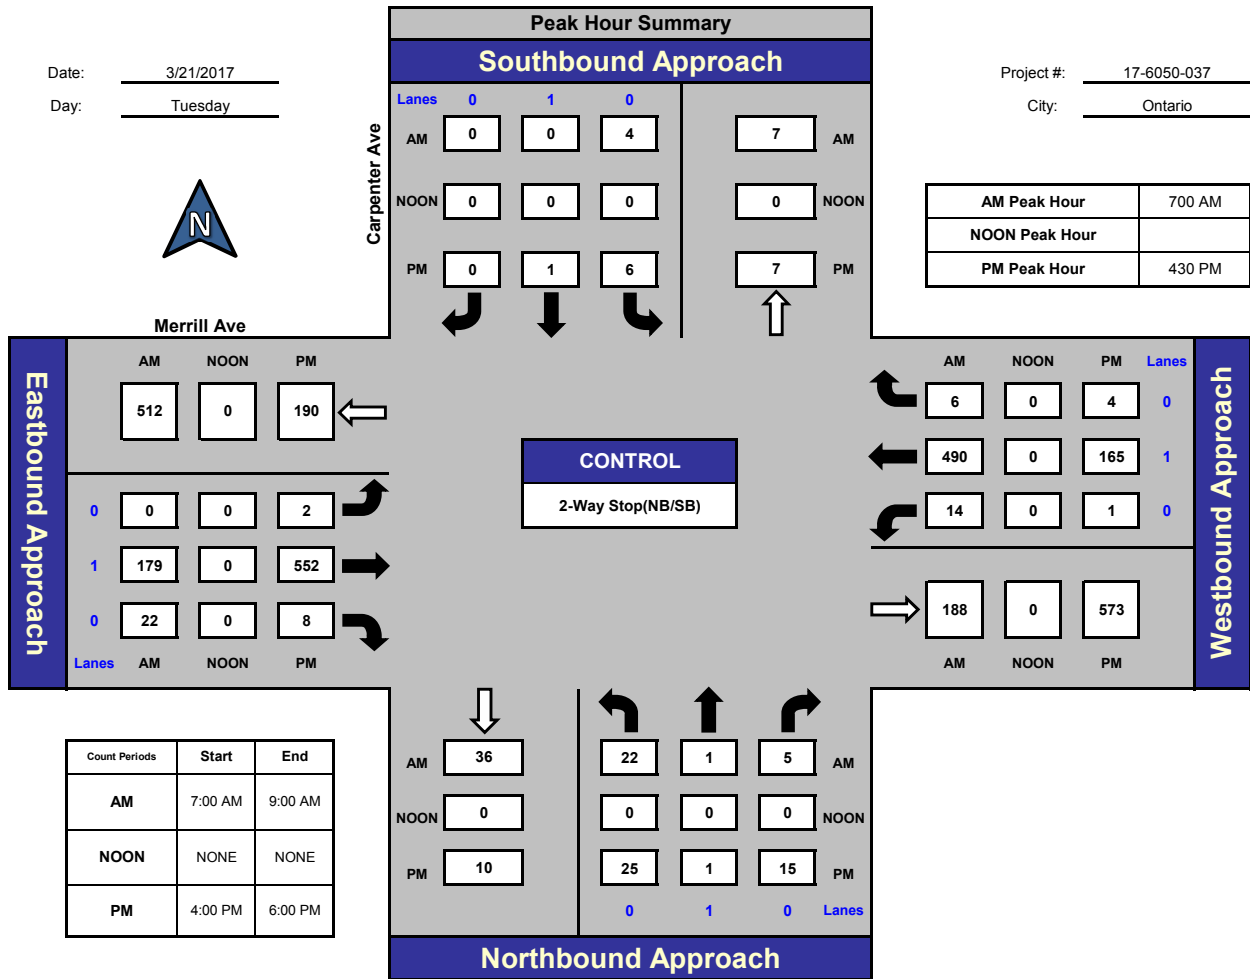 Peak Hour Summary
Southbound Approach
Date: 3/21/2017
Day: Tuesday
Project #: 17-6050-037
City: Ontario
N
Carpenter Ave
Lanes 0 1 0
AM 0 0 4 7 AM
NOON 0 0 0 0 NOON
PM 0 1 6 7 PM
AM Peak Hour 700 AM
NOON Peak Hour
PM Peak Hour 430 PM
Merrill Ave
Eastbound Approach
AM NOON PM
512 0 190
0 0 0 2
1 179 0 552
0 22 0 8
Lanes AM NOON PM
CONTROL
2-Way Stop(NB/SB)
Westbound Approach
AM NOON PM Lanes
6 0 4 0
490 0 165 1
14 0 1 0
188 0 573
AM NOON PM
Count Periods Start End
AM 7:00 AM 9:00 AM
NOON NONE NONE
PM 4:00 PM 6:00 PM
AM 36 22 1 5 AM
NOON 0 0 0 0 NOON
PM 10 25 1 15 PM
0 1 0 Lanes
Northbound Approach